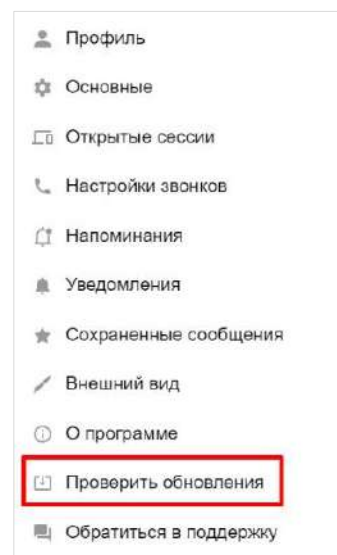 Профиль
Основные
Открытые сессии
Настройки звонков
Напоминания
Уведомления
Сохраненные сообщения
Внешний вид
О программе
Проверить обновления
Обратиться в поддержку